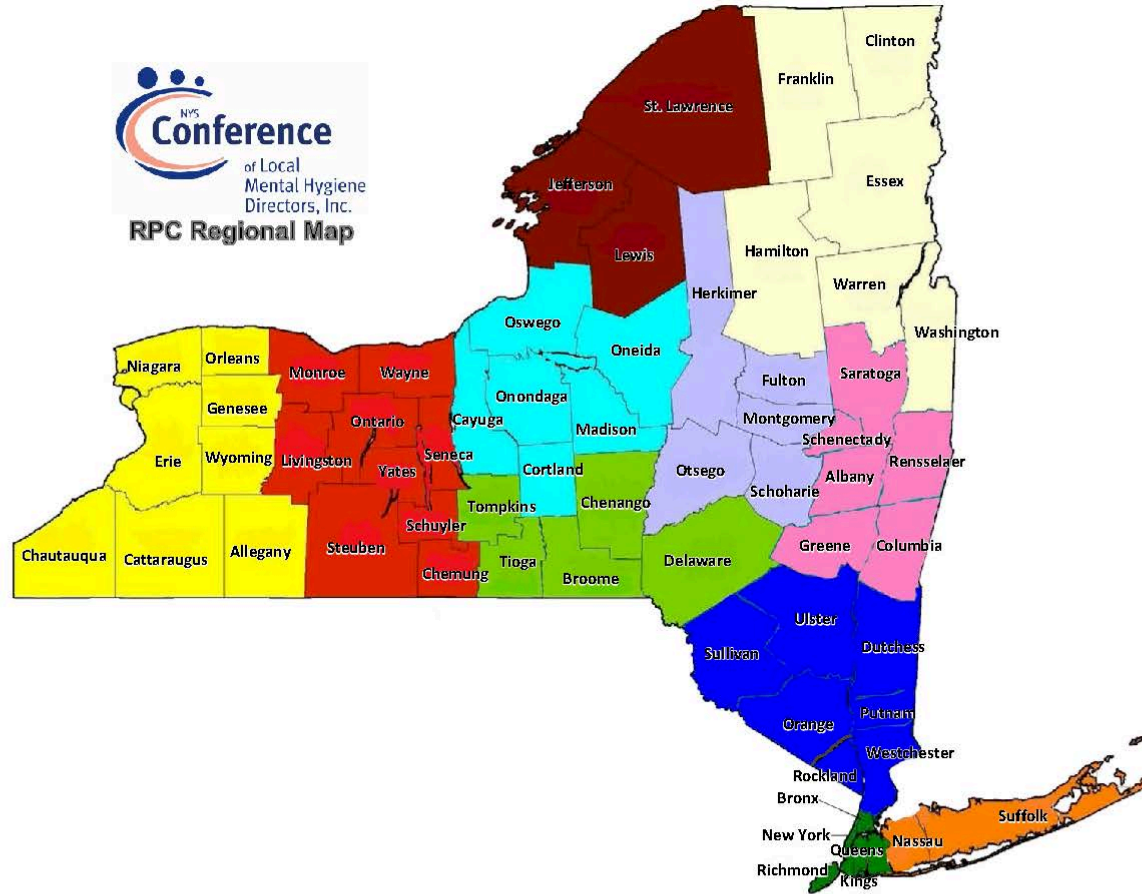 NYS
Conference
of Local
Mental Hygiene
Directors, Inc.
RPC Regional Map
Clinton
Franklin
St. Lawrence
Essex
Jefferson
Hamilton
Lewis
Warren
Herkimer
Washington
Oswego
Oneida
Niagara
Orleans
Monroe
Wayne
Saratoga
Fulton
Genesee
Onondaga
Ontario
Cayuga
Madison
Montgomery
Schenectady
Erie
Wyoming
Livingston
Seneca
Yates
Cortland
Otsego
Rensselaer
Albany
Schoharie
Tompkins
Chenango
Schuyler
Chautauqua
Cattaraugus
Allegany
Steuben
Chemung
Tioga
Broome
Delaware
Greene
Columbia
Ulster
Sullivan
Dutchess
Orange
Putnam
Westchester
Rockland
Bronx
New York
Queens
Nassau
Suffolk
Richmond
Kings